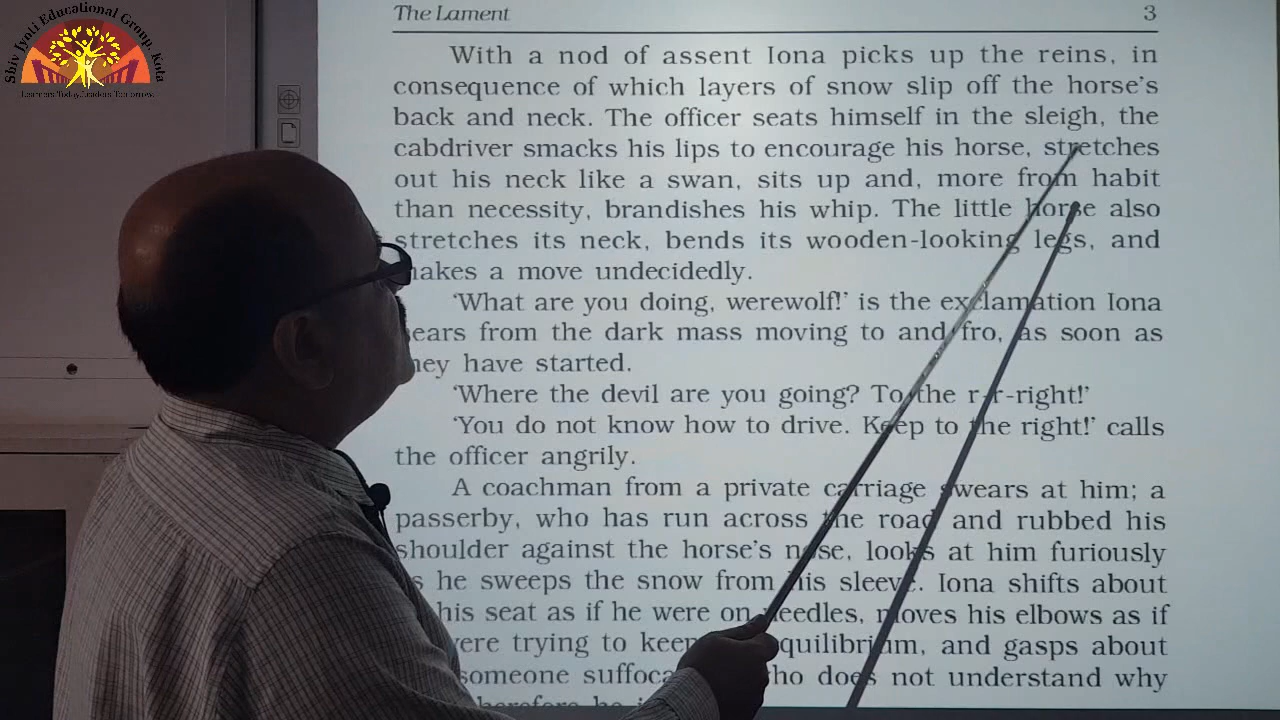 Shiv Jyoti Educational Group, Kota
The Lament 3
With a nod of assent Iona picks up the reins, in
consequence of which layers of snow slip off the horse's
back and neck. The officer seats himself in the sleigh, the
cabdriver smacks his lips to encourage his horse, stretches
out his neck like a swan, sits up and, more from habit
than necessity, brandishes his whip. The little horse also
stretches its neck, bends its wooden-looking legs, and
makes a move undecidedly.
'What are you doing, werewolf!' is the exclamation Iona
hears from the dark mass moving to and fro, as soon as
they have started.
'Where the devil are you going? To the r-r-right!'
'You do not know how to drive. Keep to the right!' calls
the officer angrily.
A coachman from a private carriage swears at him; a
passerby, who has run across the road and rubbed his
shoulder against the horse's nose, looks at him furiously
as he sweeps the snow from his sleeve. Iona shifts about
his seat as if he were on needles, moves his elbows as if
were trying to keep equilibrium, and gasps about
someone who does not understand why